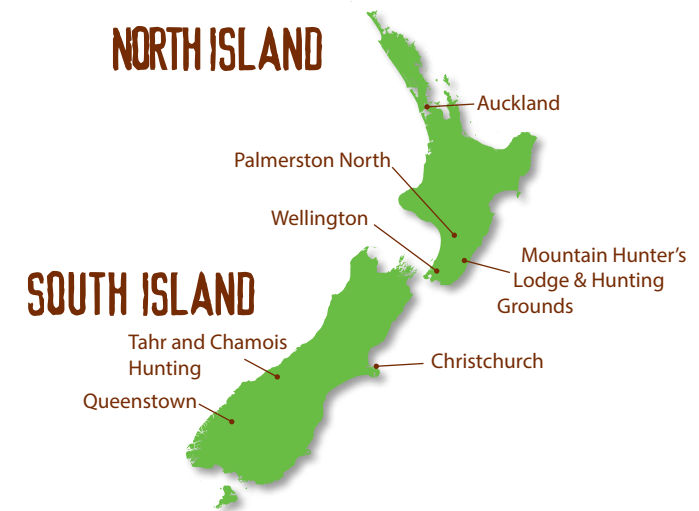 NORTH ISLAND
Auckland
Palmerston North
Wellington
Mountain Hunter's
Lodge & Hunting
Grounds
SOUTH ISLAND
Tahr and Chamois
Hunting
Christchurch
Queenstown